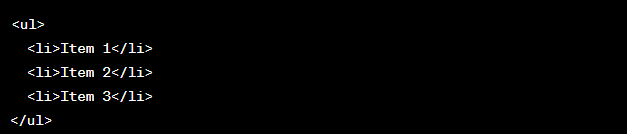 <ul>
  <li>Item 1</li>
  <li>Item 2</li>
  <li>Item 3</li>
</ul>